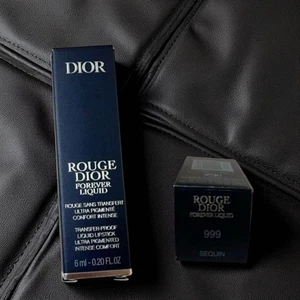 DIOR
ROUGE
DIOR
FOREVER
LIQUID
ROUGE SANS TRANSFERT
ULTRA PIGMENTÉ
CONFORT INTENSE
TRANSFER-PROOF
LIQUID LIPSTICK
ULTRA PIGMENTED
INTENSE COMFORT
6 ml - 0.20 FL OZ
ROUGE
DIOR
FOREVER LIQUID
999
SEQUIN